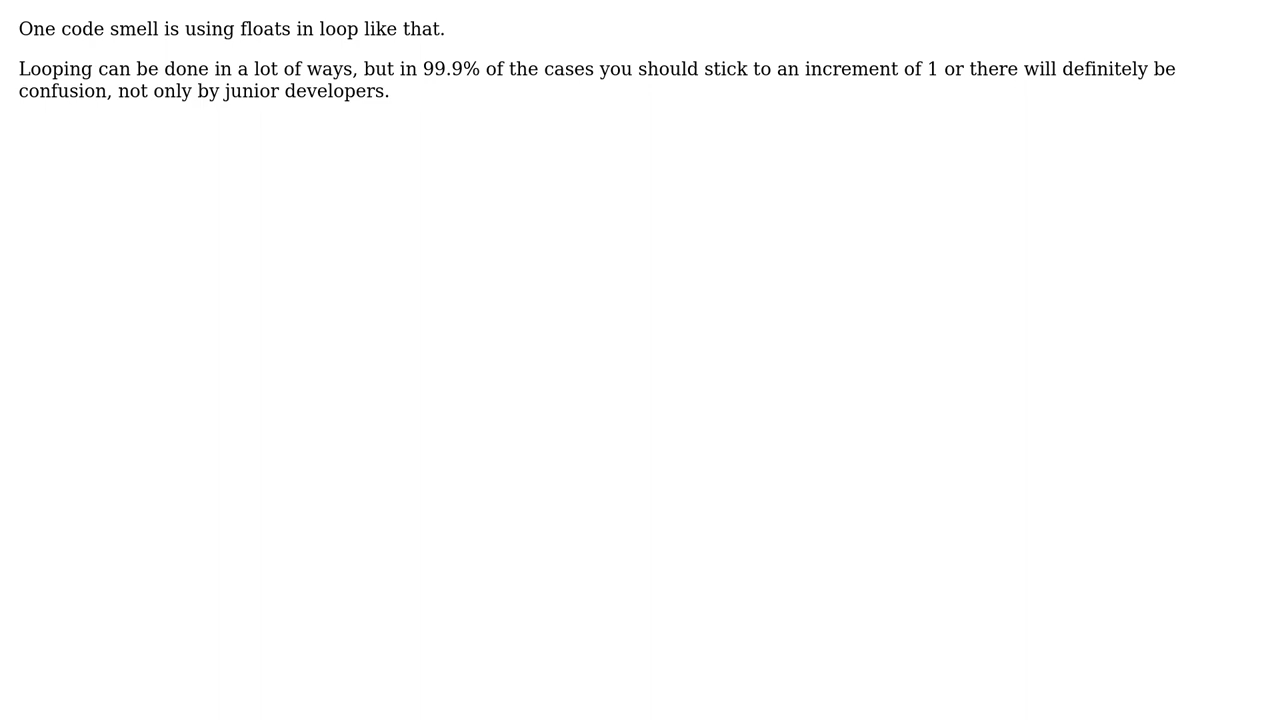 One code smell is using floats in loop like that.
Looping can be done in a lot of ways, but in 99.9% of the cases you should stick to an increment of 1 or there will definitely be
confusion, not only by junior developers.